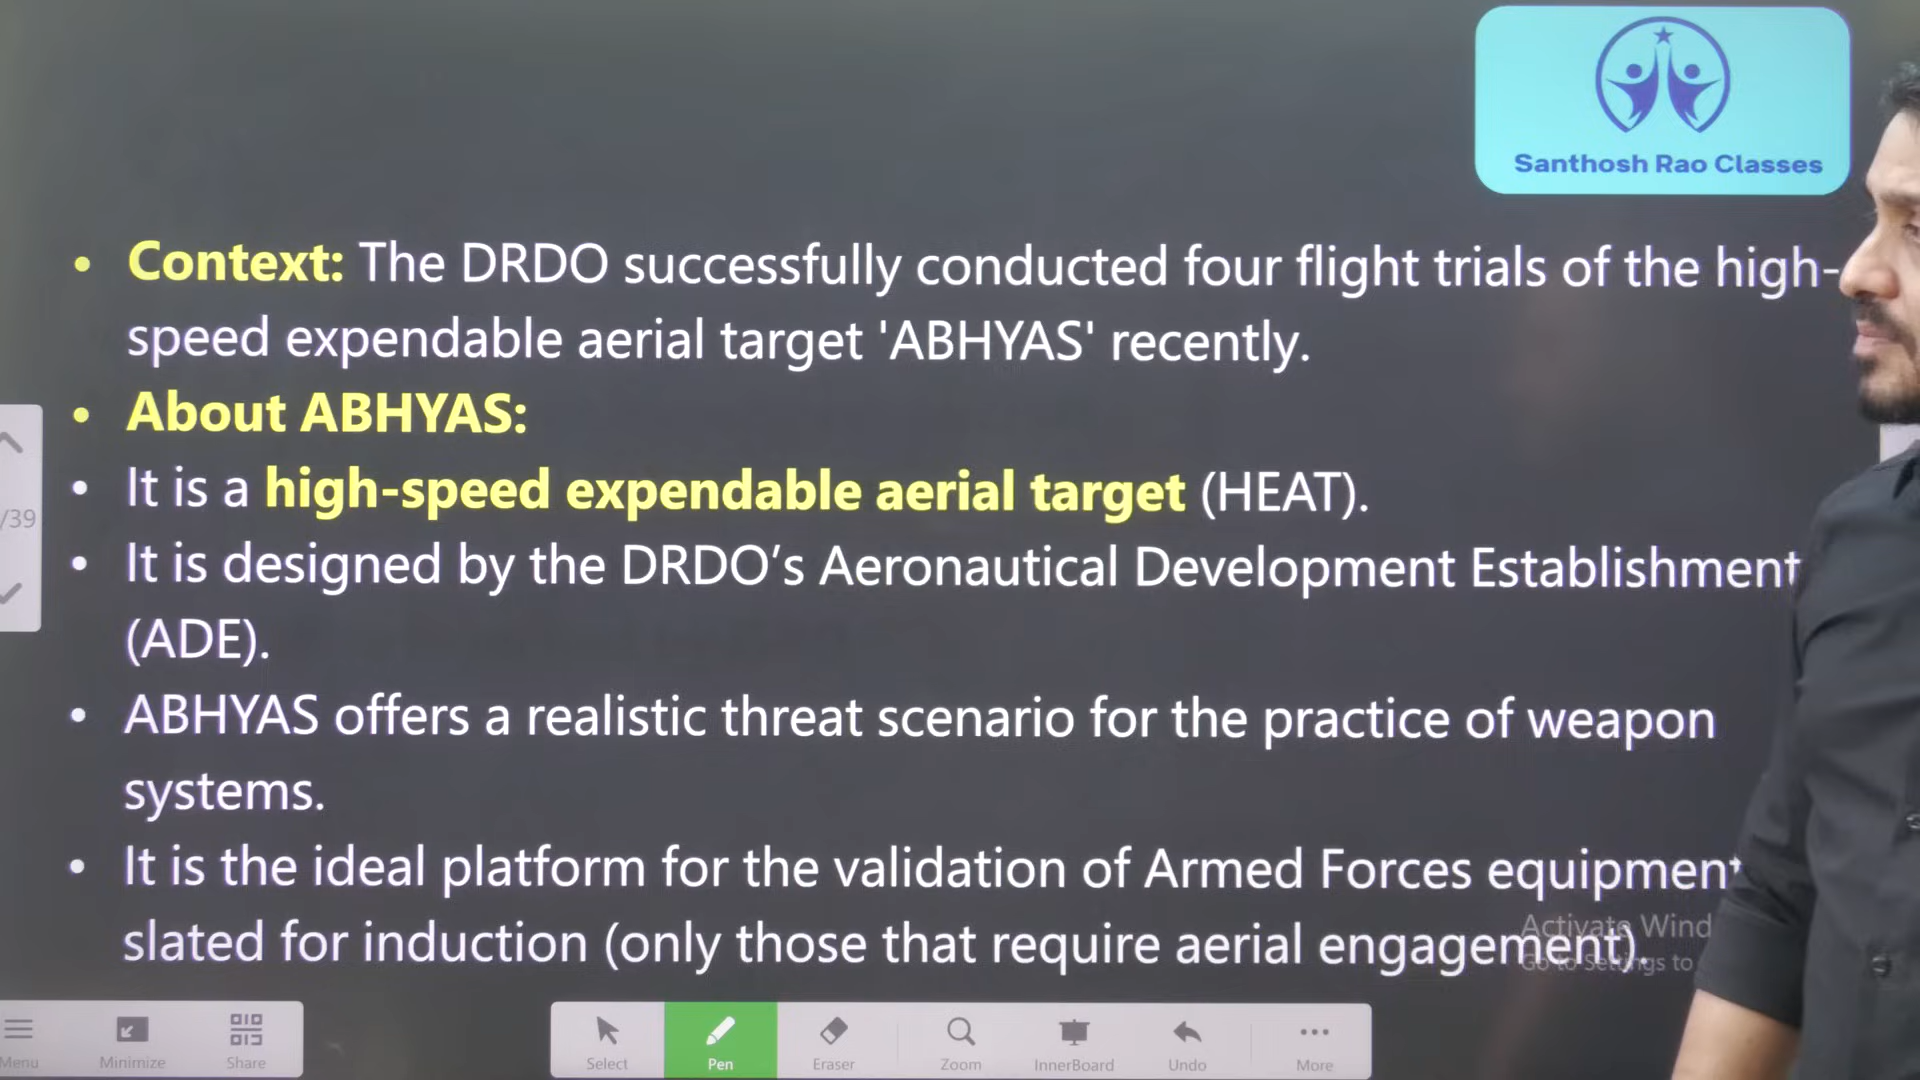 Santhosh Rao Classes
• Context: The DRDO successfully conducted four flight trials of the high-
speed expendable aerial target 'ABHYAS' recently.
• About ABHYAS:
• It is a high-speed expendable aerial target (HEAT).
/39
• It is designed by the DRDO’s Aeronautical Development Establishment
(ADE).
• ABHYAS offers a realistic threat scenario for the practice of weapon
systems.
• It is the ideal platform for the validation of Armed Forces equipment
slated for induction (only those that require aerial engagement).
Activate Wind
Go to Settings to
Menu Minimize Share Select Pen Eraser Zoom InnerBoard Undo More